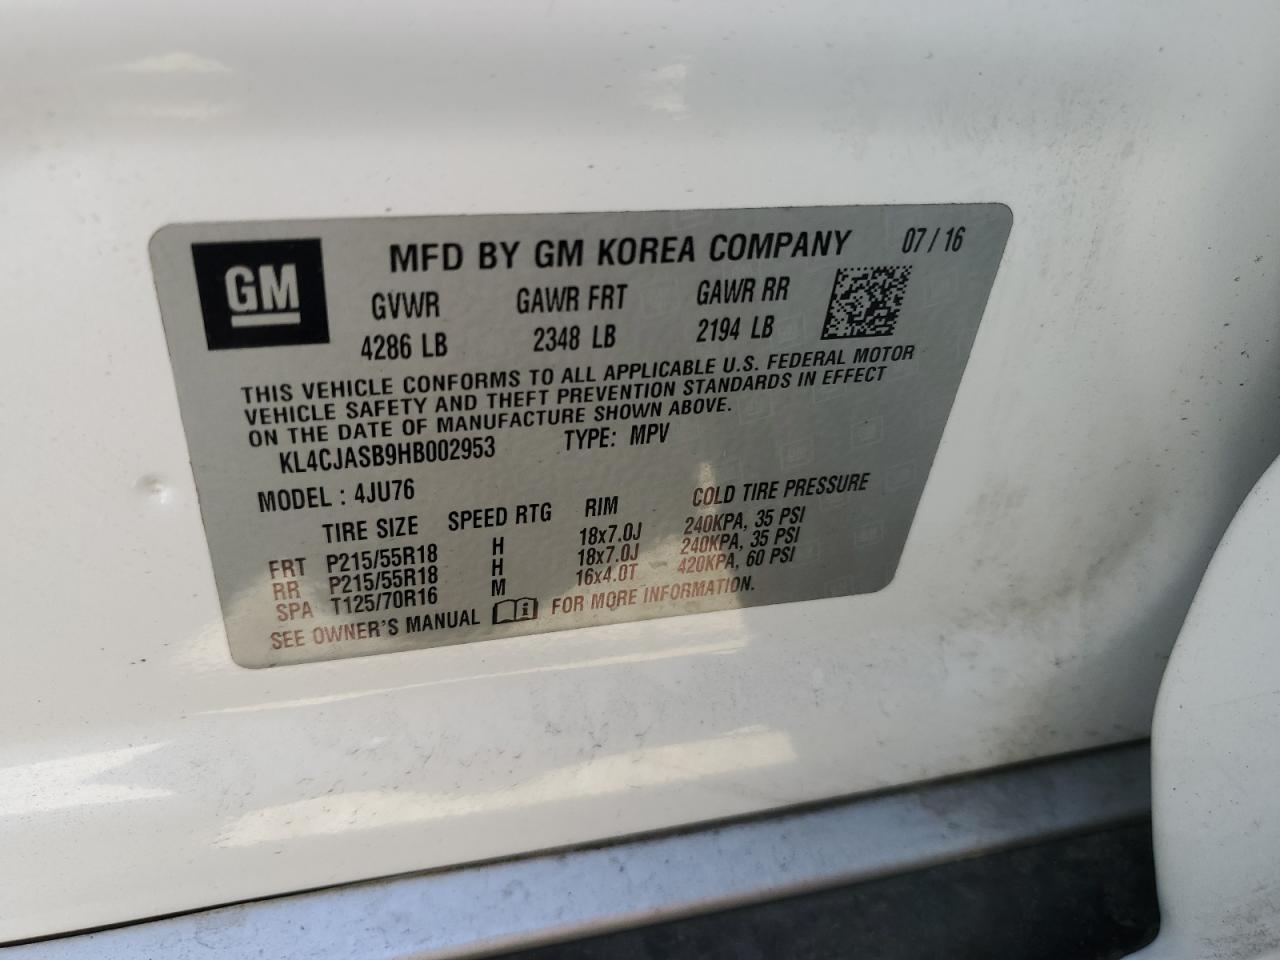 GM
MFD BY GM KOREA COMPANY 07 / 16
GVWR GAWR FRT GAWR RR
4286 LB 2348 LB 2194 LB
THIS VEHICLE CONFORMS TO ALL APPLICABLE U.S. FEDERAL MOTOR
VEHICLE SAFETY AND THEFT PREVENTION STANDARDS IN EFFECT
ON THE DATE OF MANUFACTURE SHOWN ABOVE.
KL4CJASB9HB002953 TYPE: MPV
MODEL : 4JU76
TIRE SIZE SPEED RTG RIM COLD TIRE PRESSURE
FRT P215/55R18 H 18x7.0J 240KPA, 35 PSI
RR P215/55R18 H 18x7.0J 240KPA, 35 PSI
SPA T125/70R16 M 16x4.0T 420KPA, 60 PSI
SEE OWNER'S MANUAL i FOR MORE INFORMATION.